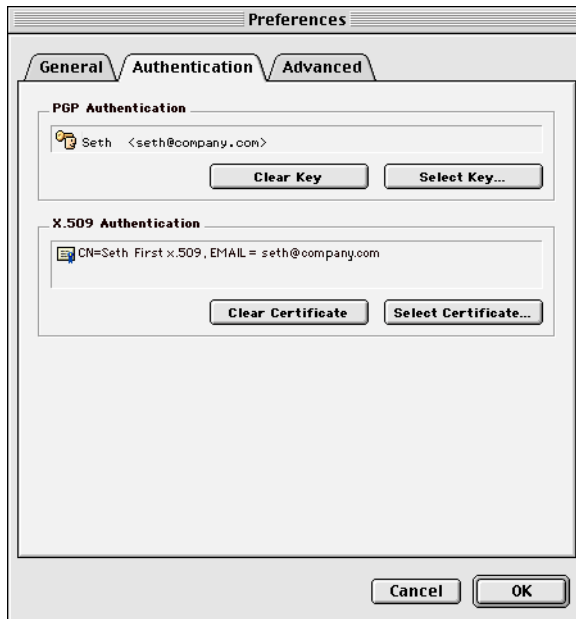 Preferences
General Authentication Advanced
PGP Authentication
Seth <seth@company.com>
Clear Key Select Key...
X.509 Authentication
CN=Seth First x.509, EMAIL = seth@company.com
Clear Certificate Select Certificate...
Cancel OK